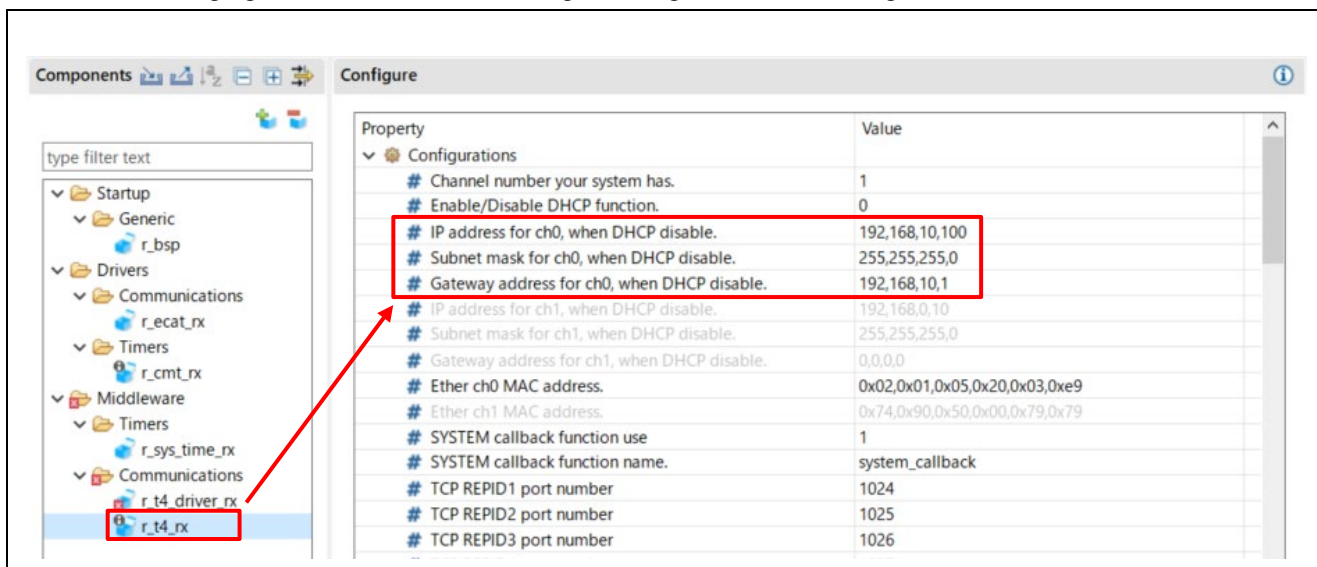 Components
Configure
type filter text
Startup
Generic
r_bsp
Drivers
Communications
r_ecat_rx
Timers
r_cmt_rx
Middleware
Timers
r_sys_time_rx
Communications
r_t4_driver_rx
r_t4_rx
Property Value
Configurations
# Channel number your system has. 1
# Enable/Disable DHCP function. 0
# IP address for ch0, when DHCP disable. 192,168,10,100
# Subnet mask for ch0, when DHCP disable. 255,255,255,0
# Gateway address for ch0, when DHCP disable. 192,168,10,1
# IP address for ch1, when DHCP disable. 192,168,0,10
# Subnet mask for ch1, when DHCP disable. 255,255,255,0
# Gateway address for ch1, when DHCP disable. 0,0,0,0
# Ether ch0 MAC address. 0x02,0x01,0x05,0x20,0x03,0xe9
# Ether ch1 MAC address. 0x74,0x90,0x50,0x00,0x79,0x79
# SYSTEM callback function use 1
# SYSTEM callback function name. system_callback
# TCP REPID1 port number 1024
# TCP REPID2 port number 1025
# TCP REPID3 port number 1026